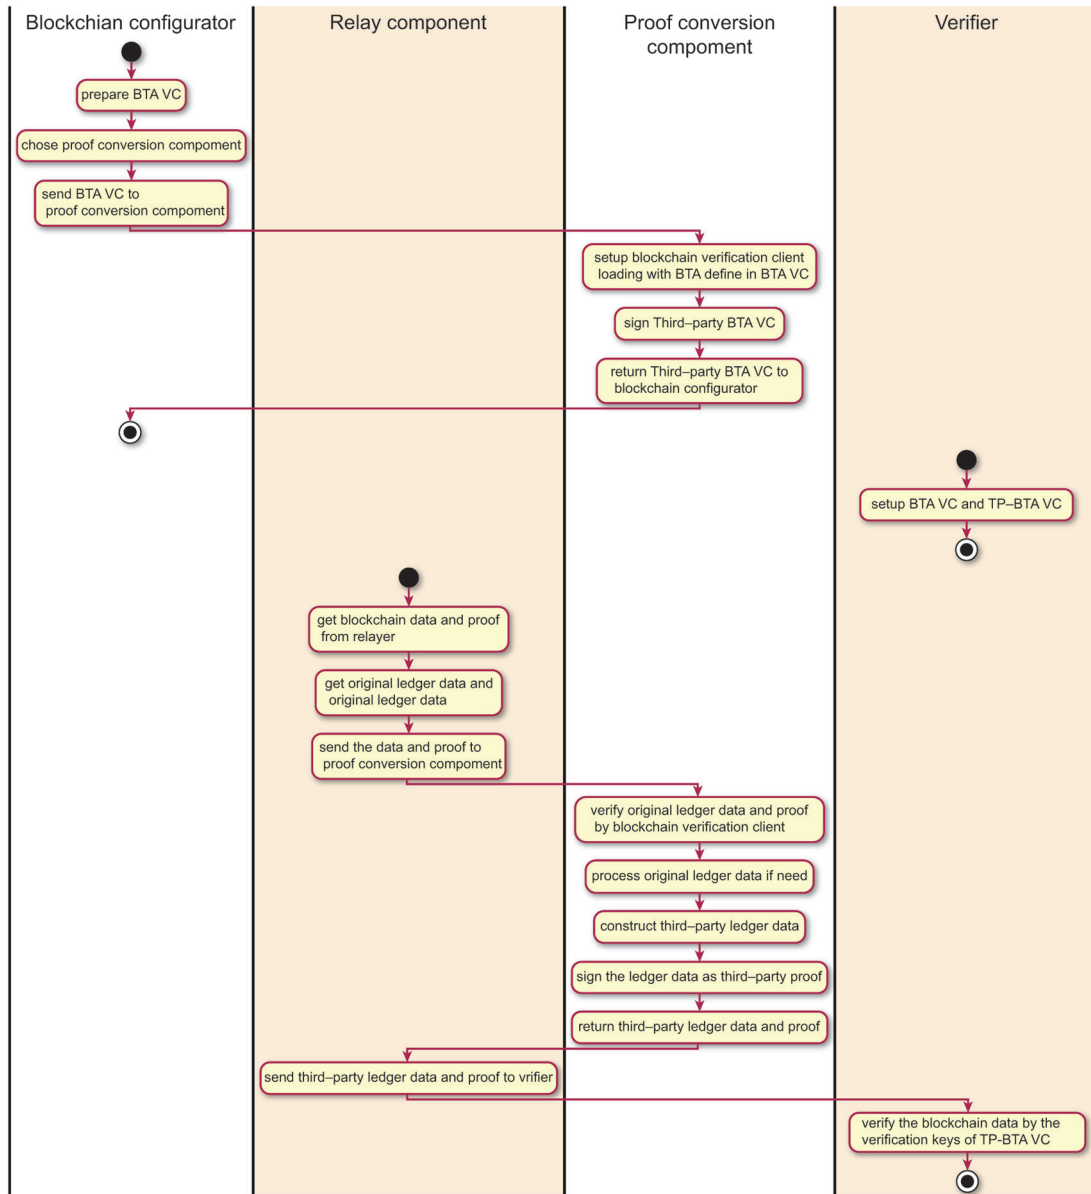 Blockchian configurator
Relay component
Proof conversion
compoment
Verifier
prepare BTA VC
chose proof conversion compoment
send BTA VC to
proof conversion compoment
setup blockchain verification client
loading with BTA define in BTA VC
sign Third–party BTA VC
return Third–party BTA VC to
blockchain configurator
setup BTA VC and TP–BTA VC
get blockchain data and proof
from relayer
get original ledger data and
original ledger data
send the data and proof to
proof conversion compoment
verify original ledger data and proof
by blockchain verification client
process original ledger data if need
construct third–party ledger data
sign the ledger data as third–party proof
return third–party ledger data and proof
send third–party ledger data and proof to vrifier
verify the blockchain data by the
verification keys of TP-BTA VC